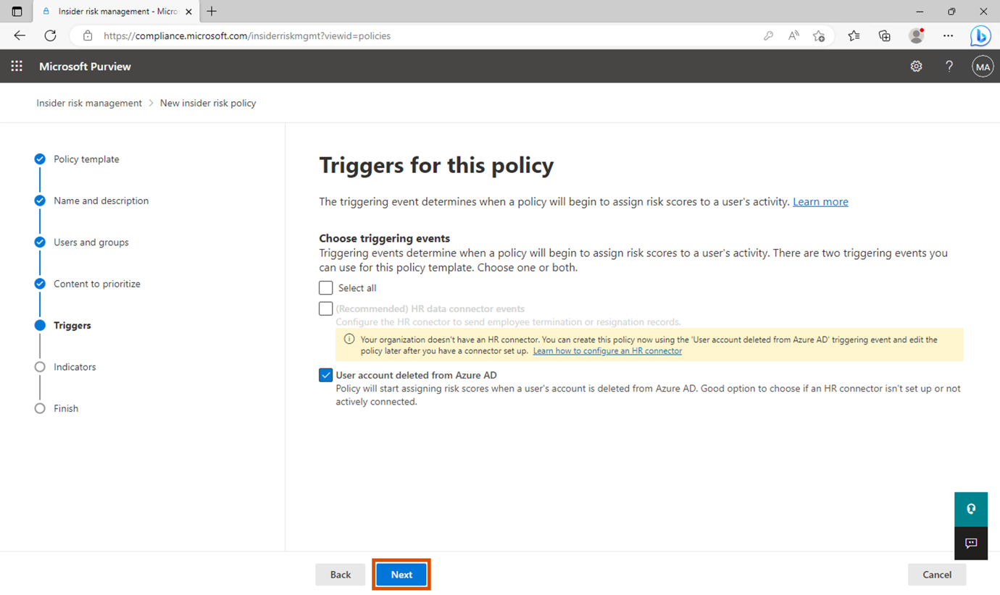 Insider risk management - Micro
https://compliance.microsoft.com/insiderriskmgmt?viewid=policies
Microsoft Purview
MA
Insider risk management > New insider risk policy
Policy template
Name and description
Users and groups
Content to prioritize
Triggers
Indicators
Finish
Triggers for this policy
The triggering event determines when a policy will begin to assign risk scores to a user's activity. Learn more
Choose triggering events
Triggering events determine when a policy will begin to assign risk scores to a user's activity. There are two triggering events you
can use for this policy template. Choose one or both.
Select all
(Recommended) HR data connector events
Configure the HR conector to send employee termination or resignation records.
Your organization doesn't have an HR connector. You can create this policy now using the 'User account deleted from Azure AD' triggering event and edit the
policy later after you have a connector set up. Learn how to configure an HR connector
User account deleted from Azure AD
Policy will start assigning risk scores when a user's account is deleted from Azure AD. Good option to choose if an HR connector isn't set up or not
actively connected.
Back
Next
Cancel